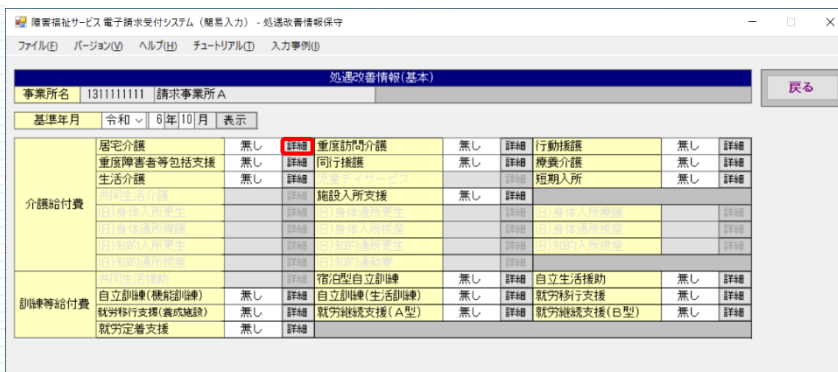 障害福祉サービス 電子請求受付システム（簡易入力） - 処遇改善情報保守
ファイル(F) バージョン(V) ヘルプ(H) チュートリアル(T) 入力事例(I)
処遇改善情報(基本)
戻る
事業所名 1311111111 請求事業所A
基準年月 令和 6 年 10 月 表示
介護給付費
居宅介護 無し 詳細 重度訪問介護 無し 詳細 行動援護 無し 詳細
重度障害者等包括支援 無し 詳細 同行援護 無し 詳細 療養介護 無し 詳細
生活介護 無し 詳細 児童デイサービス 詳細 短期入所 無し 詳細
共同生活介護 詳細 施設入所支援 無し 詳細
(旧)身体入所更生 詳細 (旧)身体通所更生 詳細 (旧)身体入所療護 詳細
(旧)身体通所療護 詳細 (旧)身体入所授産 詳細 (旧)身体通所授産 詳細
(旧)知的入所更生 詳細 (旧)知的通所更生 詳細 (旧)知的入所授産 詳細
(旧)知的通所授産 詳細 (旧)知的通勤寮 詳細
訓練等給付費
共同生活援助 詳細 宿泊型自立訓練 無し 詳細 自立生活援助 無し 詳細
自立訓練(機能訓練) 無し 詳細 自立訓練(生活訓練) 無し 詳細 就労移行支援 無し 詳細
就労移行支援(養成施設) 無し 詳細 就労継続支援(A型) 無し 詳細 就労継続支援(B型) 無し 詳細
就労定着支援 無し 詳細